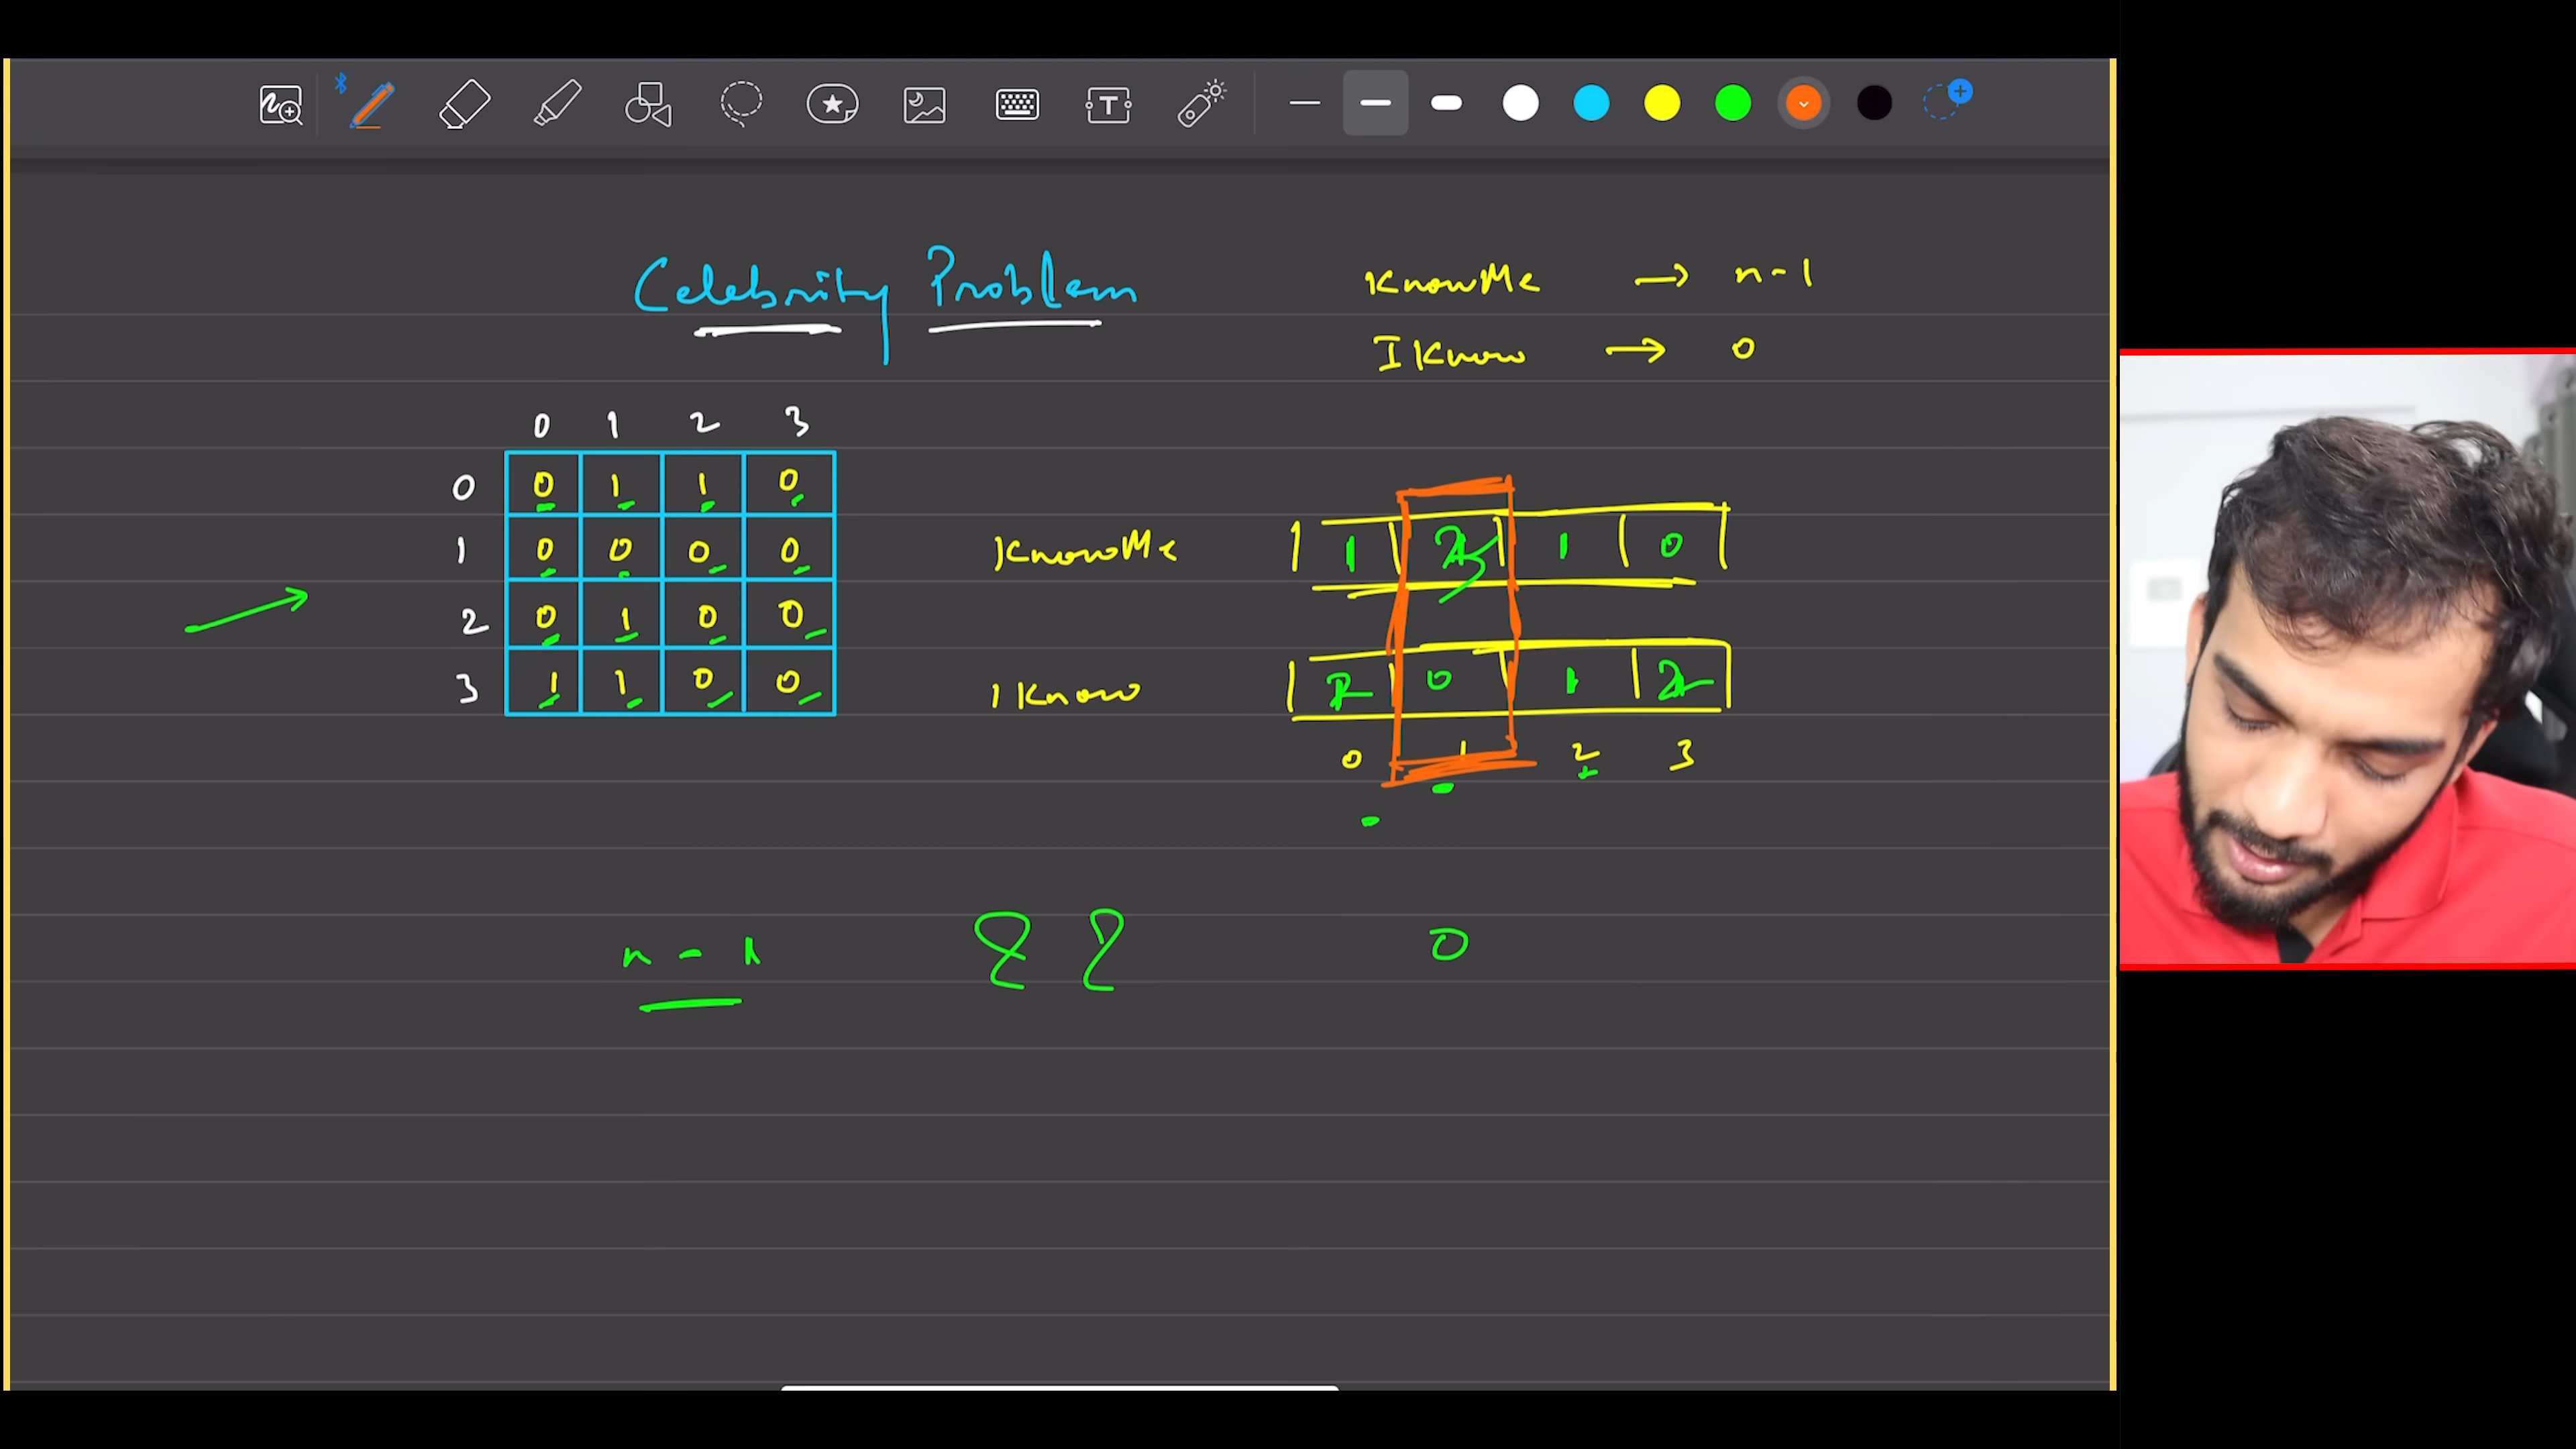 T
Celebrity Problem
KnowMe → n-1
I Know → 0
0 1 2 3
0 0 1 1 0
1 0 0 0 0
2 0 1 0 0
3 1 1 0 0
KnowMe 1 3 1 0
I Know 2 0 1 2
0 1 2 3
n - 1 0